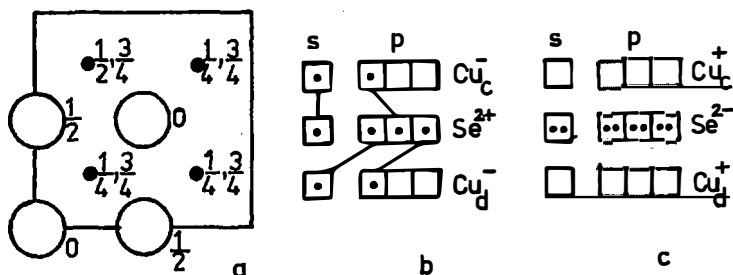 1/2, 3/4
1/4, 3/4
1/2
0
1/4, 3/4
1/4, 3/4
0
1/2
a
s p
Cu_c^-
Se^{2+}
Cu_d^-
b
s p
Cu_c^+
Se^{2-}
Cu_d^+
c